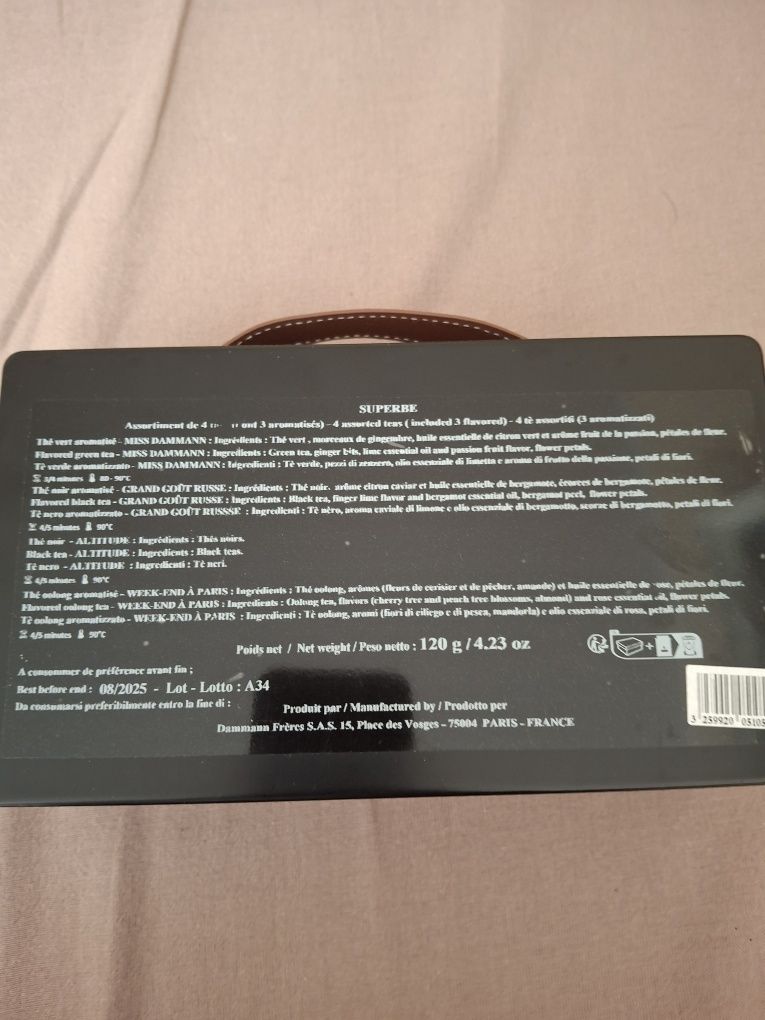 SUPERBE
Assortiment de 4 ont 3 aromatisés) - 4 assorted teas ( included 3 flavored) - 4 tè assortiti (3 aromatizzati)
Thé vert aromatisé - MISS DAMMANN : Ingrédients : Thé vert , morceaux de gingembre, huile essentielle de citron vert et arôme fruit de la passion, pétales de fleur.
Flavored green tea - MISS DAMMANN : Ingredients : Green tea, ginger bits, lime essential oil and passion fruit flavor, flower petals.
Tè verde aromatizzato - MISS DAMMANN : Ingredienti : Tè verde, pezzi di zenzero, olio essenziale di limetta e aroma di frutto della passione, petali di fiori.
3/4 minutes 80 - 90°C
Thé noir aromatisé - GRAND GOÛT RUSSE : Ingrédients : Thé noir, arôme citron caviar et huile essentielle de bergamote, écorces de bergamote, pétales de fleur.
Flavored black tea - GRAND GOÛT RUSSE : Ingredients : Black tea, finger lime flavor and bergamot essential oil, bergamot peel, flower petals.
Tè nero aromatizzato - GRAND GOÛT RUSSSE : Ingredienti : Tè nero, aroma caviale di limone e olio essenziale di bergamotto, scorze di bergamotto, petali di fiori.
4/5 minutes 90°C
Thé noir - ALTITUDE : Ingrédients : Thés noirs.
Black tea - ALTITUDE : Ingredients : Black teas.
Tè nero - ALTITUDE : Ingredienti : Tè neri.
4/5 minutes 90°C
Thé oolong aromatisé - WEEK-END À PARIS : Ingrédients : Thé oolong, arômes (fleurs de cerisier et de pêcher, amande) et huile essentielle de rose, pétales de fleur.
Flavored oolong tea - WEEK-END À PARIS : Ingredients : Oolong tea, flavors (cherry tree and peach tree blossoms, almond) and rose essential oil, flower petals.
Tè oolong aromatizzato - WEEK-END À PARIS : Ingredienti : Tè oolong, aromi (fiori di ciliego e di pesca, mandorla) e olio essenziale di rosa, petali di fiori.
4/5 minutes 90°C
Poids net / Net weight / Peso netto : 120 g / 4.23 oz
A consommer de préférence avant fin :
Best before end : 08/2025 - Lot - Lotto : A34
Da consumarsi preferibilmente entro la fine di :
Produit par / Manufactured by / Prodotto per
Dammann Frères S.A.S. 15, Place des Vosges - 75004 PARIS - FRANCE
3 259920 05105